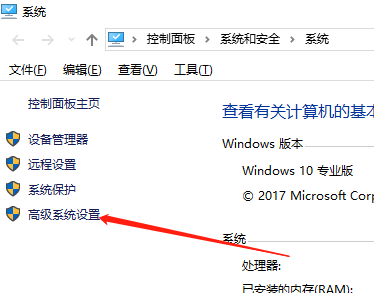 系统
控制面板 > 系统和安全 > 系统
文件(F) 编辑(E) 查看(V) 工具(T)
控制面板主页
设备管理器
远程设置
系统保护
高级系统设置
查看有关计算机的基本
Windows 版本
Windows 10 专业版
© 2017 Microsoft Corp
系统
处理器:
已安装的内存(RAM):